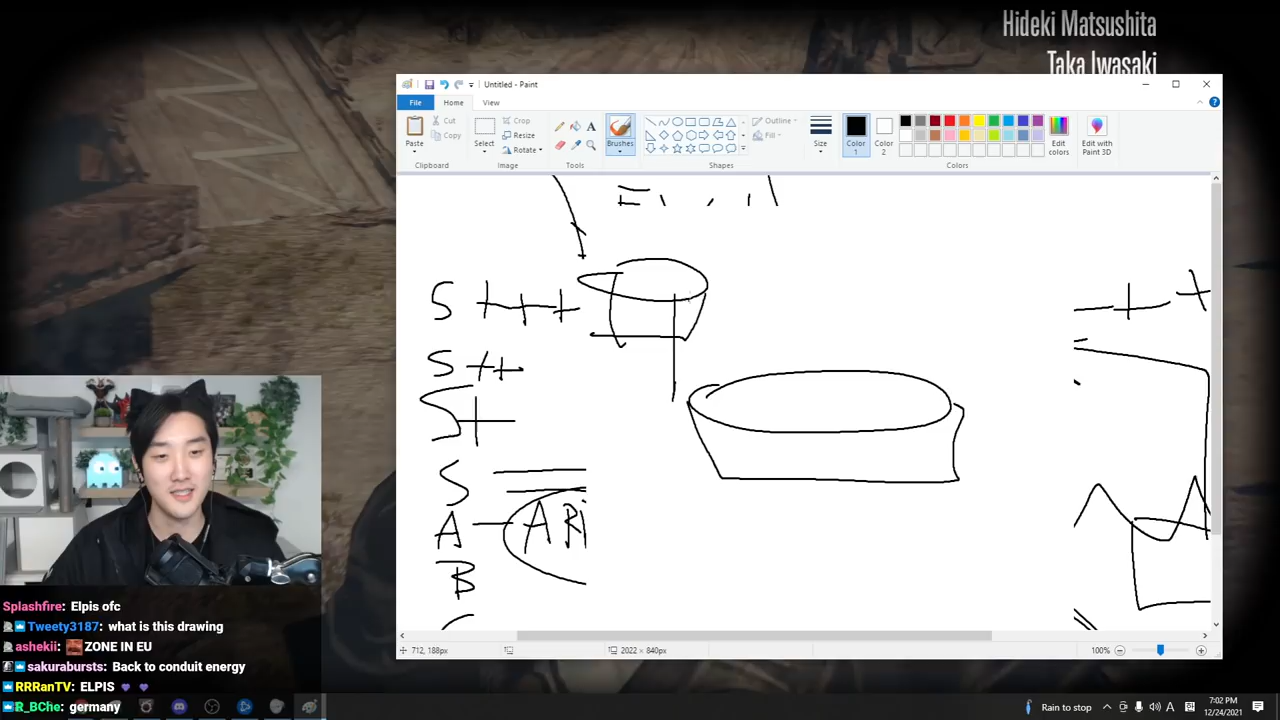 Hideki Matsushita
Taka Iwasaki
Untitled - Paint
File
Home
View
Paste
Cut
Copy
Clipboard
Select
Crop
Resize
Rotate
Image
Tools
Brushes
Shapes
Outline
Fill
Size
Color
1
Color
2
Colors
Edit
colors
Edit with
Paint 3D
S+++
S++
S+
S
A - ARI
B
++
Splashfire: Elpis ofc
Tweety3187: what is this drawing
ashekii: ZONE IN EU
sakurabursts: Back to conduit energy
RRRanTV: ELPIS
R_BChe: germany
712, 188px
2022 × 840px
100%
Rain to stop
A
7:02 PM
12/24/2021